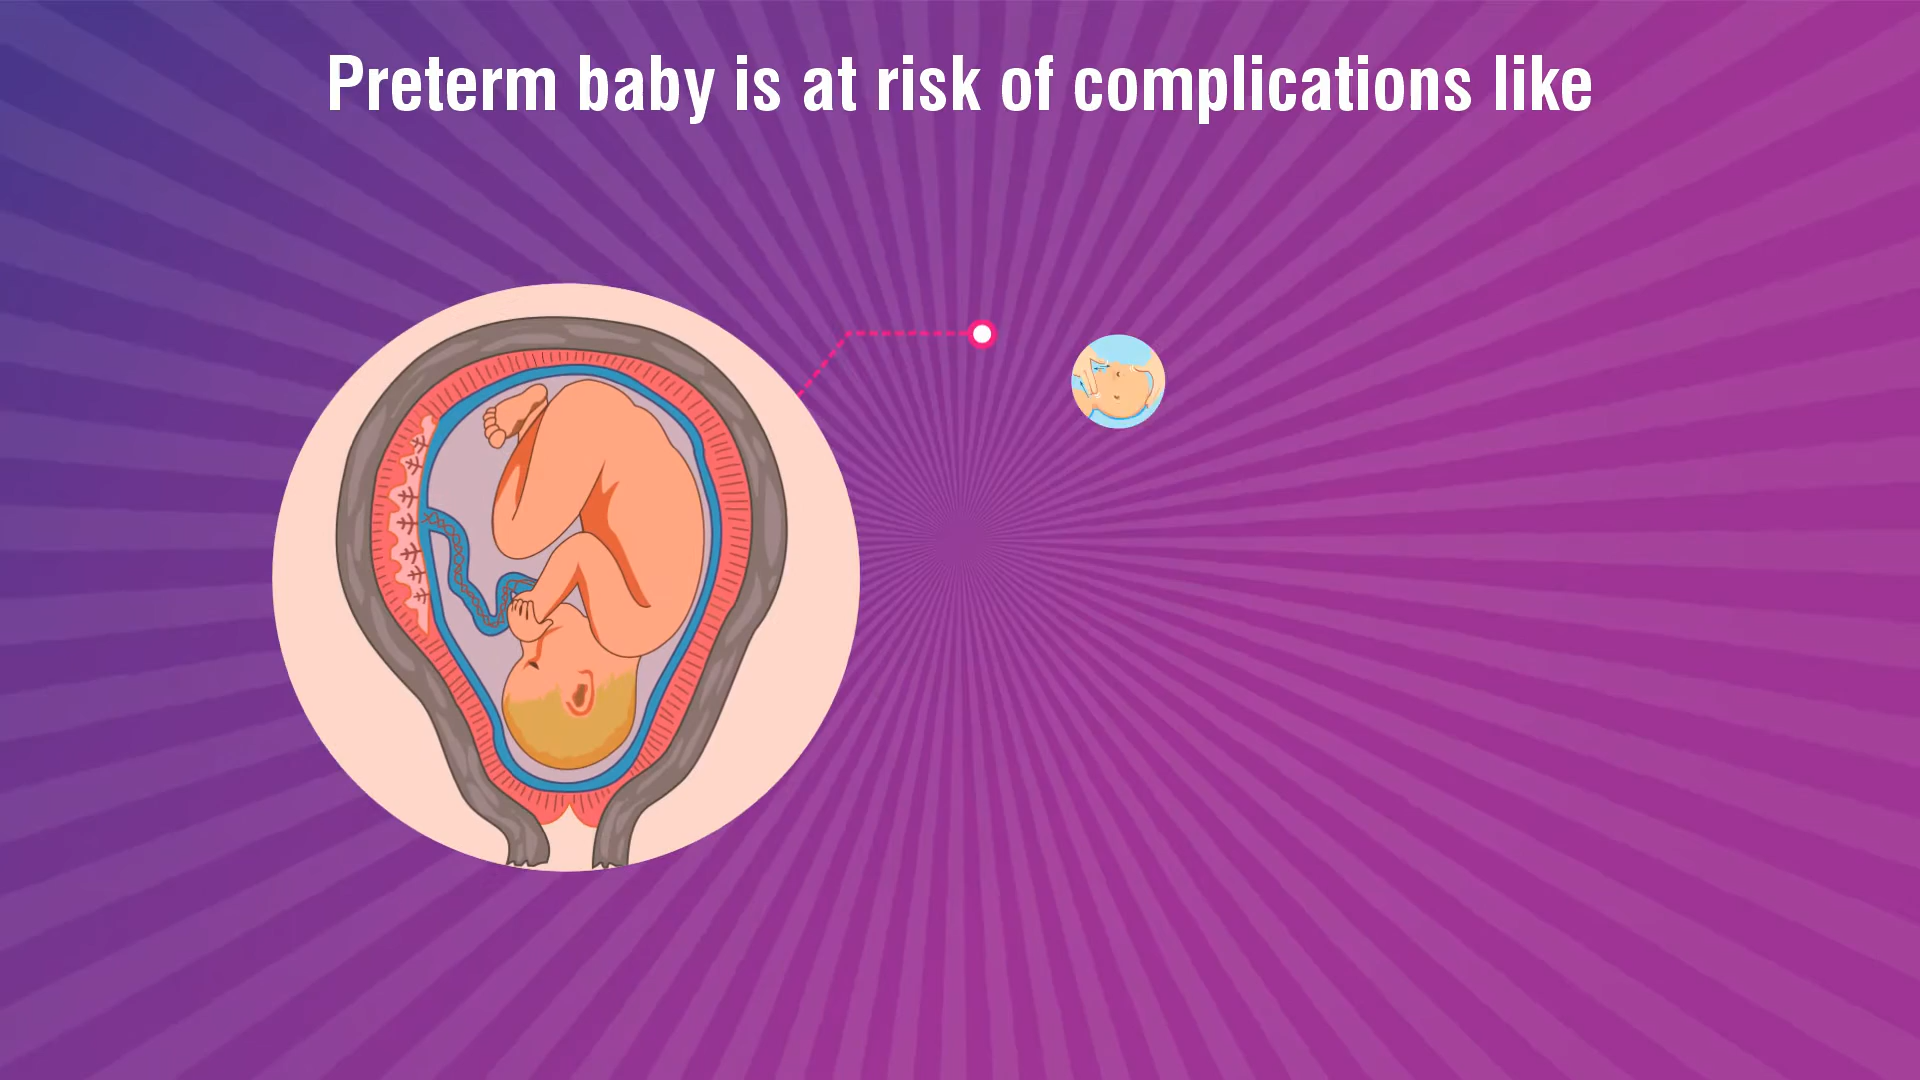 Preterm baby is at risk of complications like